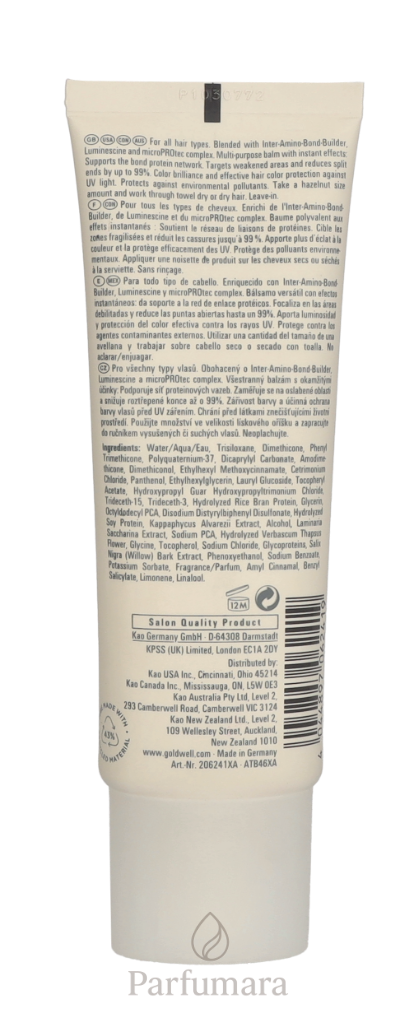 GB USA CDN AUS For all hair types. Blended with Inter-Amino-Bond-Builder,
Luminescine and microPROtec complex. Multi-purpose balm with instant effects:
Supports the bond protein network. Targets weakened areas and reduces split
ends by up to 99%. Color brilliance and effective hair color protection against
UV light. Protects against environmental pollutants. Take a hazelnut size
amount and work through towel dry or dry hair. Leave-in.
F CDN Pour tous les types de cheveux. Enrichi de l'Inter-Amino-Bond-
Builder, de Luminescine et du microPROtec complex. Baume polyvalent aux
effets instantanés : Soutient le réseau de liaisons de protéines. Cible les
zones fragilisées et réduit les cassures jusqu'à 99 %. Apporte plus d'éclat à la
couleur et la protège efficacement des UV. Protège des polluants environne-
mentaux. Appliquer une noisette de produit sur les cheveux secs ou séchés
à la serviette. Sans rinçage.
E MEX Para todo tipo de cabello. Enriquecido con Inter-Amino-Bond-
Builder, Luminescine y microPROtec complex. Bálsamo versátil con efectos
instantáneos: da soporte a la red de enlace proteicos. Focaliza en las áreas
debilitadas y reduce las puntas abiertas hasta un 99%. Aporta luminosidad
y protección del color efectiva contra los rayos UV. Protege contra los
agentes contaminantes externos. Utilizar una cantidad del tamaño de una
avellana y trabajar sobre cabello seco o secado con toalla. No
aclarar/enjuagar.
CZ Pro všechny typy vlasů. Obohacený o Inter-Amino-Bond-Builder,
Luminescine a microPROtec complex. Všestranný balzám s okamžitými
účinky: Podporuje síť proteinových vazeb. Zaměřuje se na oslabené oblasti
a snižuje roztřepené konce až o 99%. Zářivost barvy a účinná ochrana
barvy vlasů před UV zářením. Chrání před látkami znečišťujícími životní
prostředí. Použijte množství ve velikosti lískového oříšku a zapracujte
do ručníkem vysušených či suchých vlasů. Neoplachujte.
Ingredients: Water/Aqua/Eau, Trisiloxane, Dimethicone, Phenyl
Trimethicone, Polyquaternium-37, Dicaprylyl Carbonate, Amodime-
thicone, Dimethiconol, Ethylhexyl Methoxycinnamate, Cetrimonium
Chloride, Panthenol, Ethylhexylglycerin, Lauryl Glucoside, Tocopheryl
Acetate, Hydroxypropyl Guar Hydroxypropyltrimonium Chloride,
Trideceth-15, Trideceth-3, Hydrolyzed Rice Bran Protein, Glycerin,
Octyldodecyl PCA, Disodium Distyrylbiphenyl Disulfonate, Hydrolyzed
Soy Protein, Kappaphycus Alvarezii Extract, Alcohol, Laminaria
Saccharina Extract, Sodium PCA, Hydrolyzed Verbascum Thapsus
Flower, Glycine, Tocopherol, Sodium Chloride, Glycoproteins, Salix
Nigra (Willow) Bark Extract, Phenoxyethanol, Sodium Benzoate,
Potassium Sorbate, Fragrance/Parfum, Amyl Cinnamal, Benzyl
Salicylate, Limonene, Linalool.
12M
Salon Quality Product
Kao Germany GmbH · D-64308 Darmstadt
KPSS (UK) Limited, London EC1A 2DY
Distributed by:
Kao USA Inc., Cincinnati, Ohio 45214
Kao Canada Inc., Mississauga, ON, L5W 0E3
Kao Australia Pty Ltd, Level 2,
293 Camberwell Road, Camberwell VIC 3124
Kao New Zealand Ltd., Level 2,
109 Wellesley Street, Auckland,
New Zealand 1010
www.goldwell.com · Made in Germany
Art.-Nr. 206241XA · ATB46XA
MADE WITH
43%
MATERIAL
Parfumara